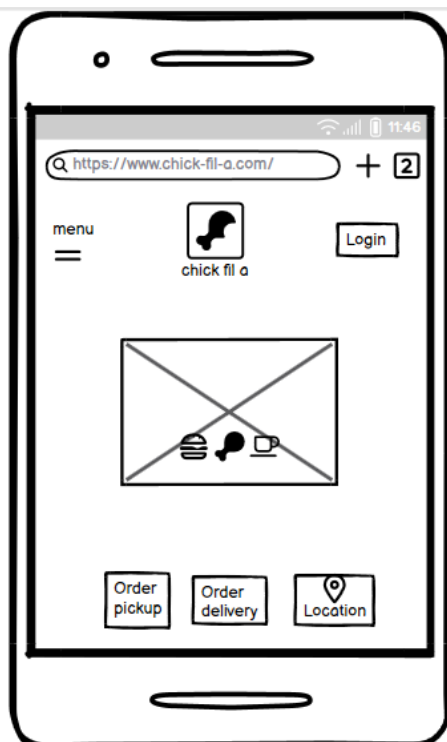 11:46
https://www.chick-fil-a.com/
2
menu
Login
chick fil a
Order
pickup
Order
delivery
Location